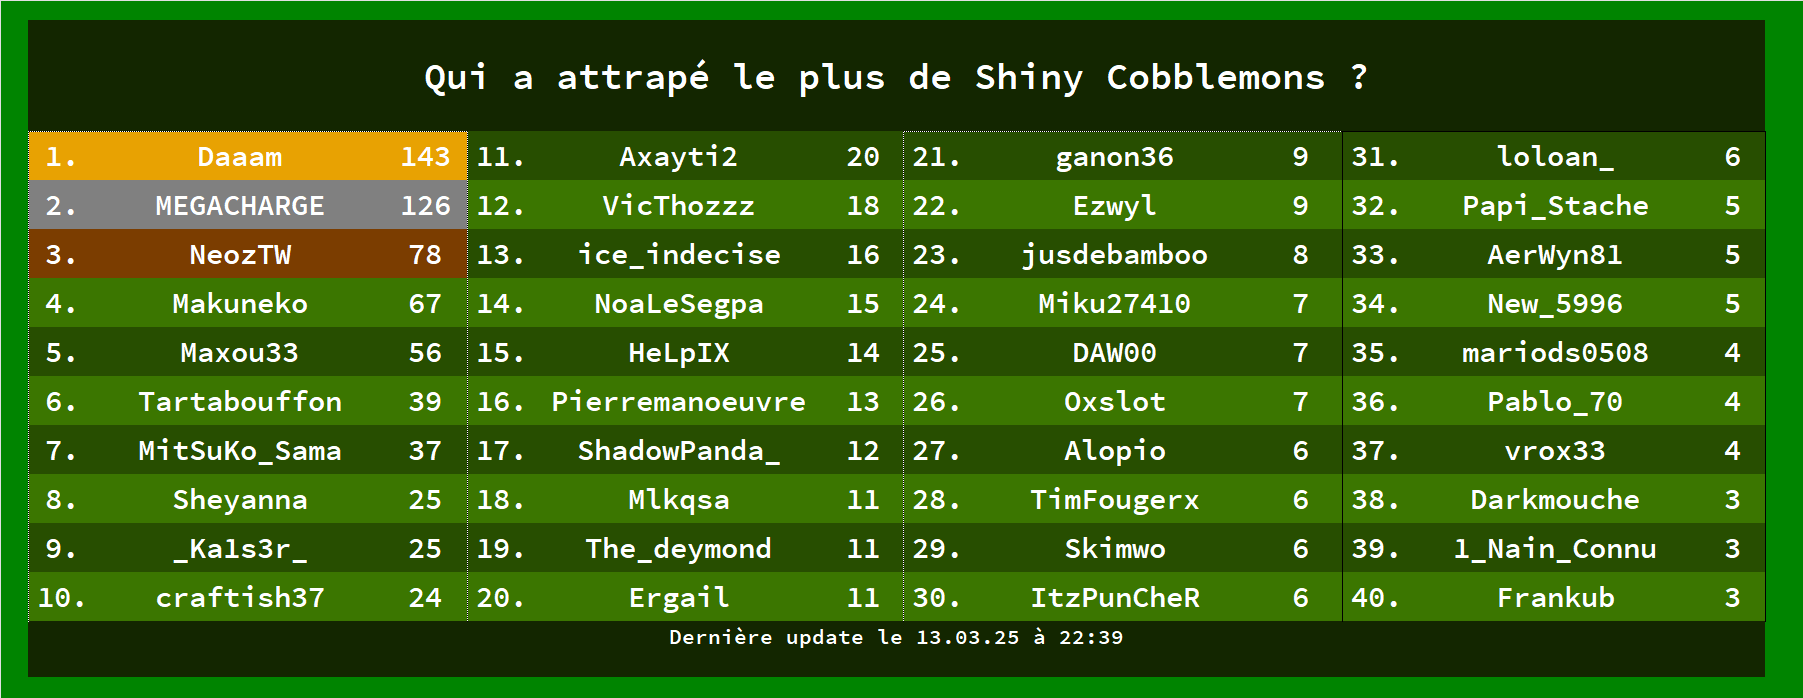 Qui a attrapé le plus de Shiny Cobblemons ?
1. Daaam 143
2. MEGACHARGE 126
3. NeozTW 78
4. Makuneko 67
5. Maxou33 56
6. Tartabouffon 39
7. MitSuKo_Sama 37
8. Sheyanna 25
9. _Ka1s3r_ 25
10. craftish37 24
11. Axayti2 20
12. VicThozzz 18
13. ice_indecise 16
14. NoaLeSegpa 15
15. HeLpIX 14
16. Pierremanoeuvre 13
17. ShadowPanda_ 12
18. Mlkqsa 11
19. The_deymond 11
20. Ergail 11
21. ganon36 9
22. Ezwyl 9
23. jusdebamboo 8
24. Miku27410 7
25. DAW00 7
26. Oxslot 7
27. Alopio 6
28. TimFougerx 6
29. Skimwo 6
30. ItzPunCheR 6
31. loloan_ 6
32. Papi_Stache 5
33. AerWyn81 5
34. New_5996 5
35. mariods0508 4
36. Pablo_70 4
37. vrox33 4
38. Darkmouche 3
39. 1_Nain_Connu 3
40. Frankub 3
Dernière update le 13.03.25 à 22:39